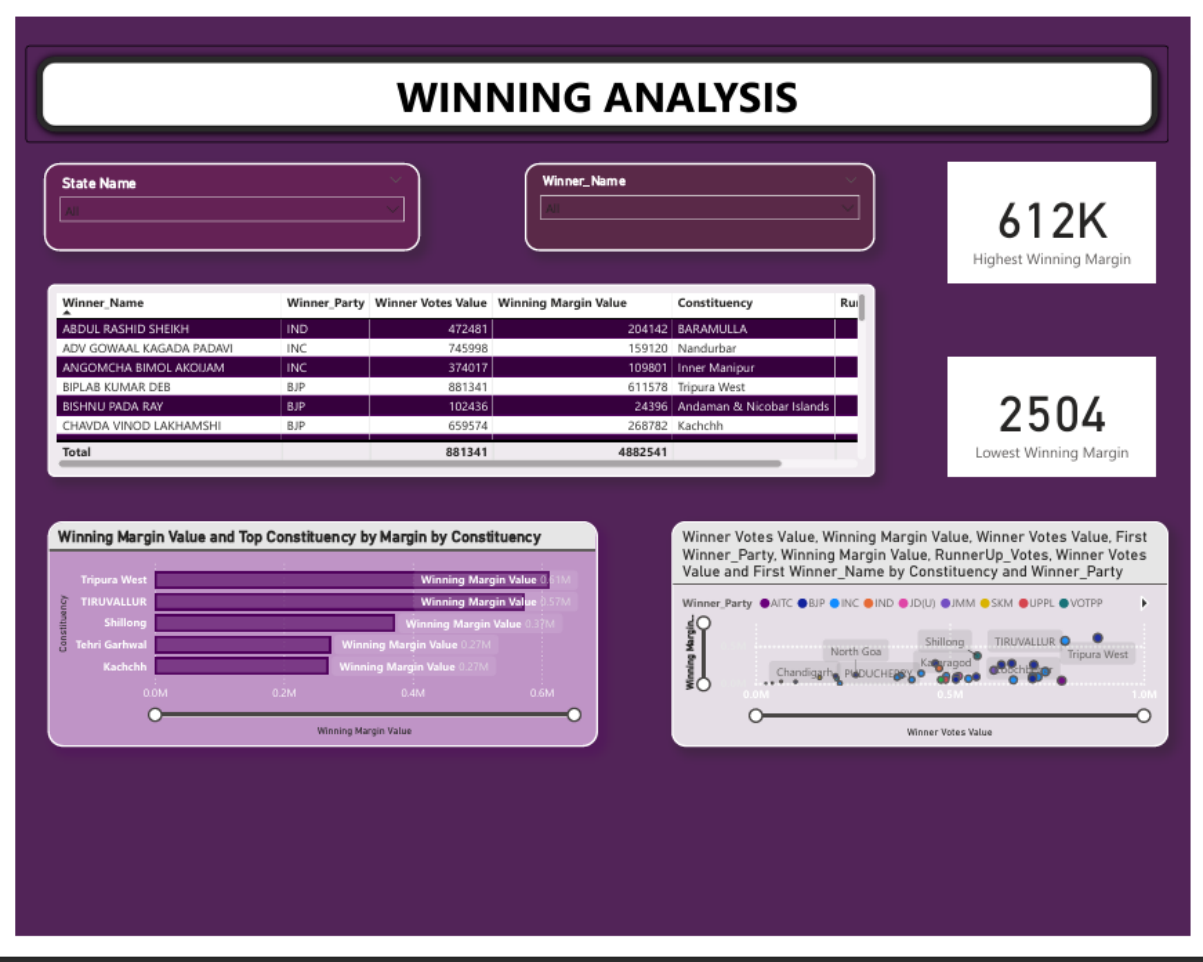 WINNING ANALYSIS
State Name
All
Winner_Name
All
612K
Highest Winning Margin
Winner_Name Winner_Party Winner Votes Value Winning Margin Value Constituency
ABDUL RASHID SHEIKH IND 472481 204142 BARAMULLA
ADV GOWAAL KAGADA PADAVI INC 745998 159120 Nandurbar
ANGOMCHA BIMOL AKOIJAM INC 374017 109801 Inner Manipur
BIPLAB KUMAR DEB BJP 881341 611578 Tripura West
BISHNU PADA RAY BJP 102436 24396 Andaman & Nicobar Islands
CHAVDA VINOD LAKHAMSHI BJP 659574 268782 Kachchh
Total 881341 4882541
2504
Lowest Winning Margin
Winning Margin Value and Top Constituency by Margin by Constituency
Constituency
Tripura West Winning Margin Value 0.61M
TIRUVALLUR Winning Margin Value 0.57M
Shillong Winning Margin Value 0.37M
Tehri Garhwal Winning Margin Value 0.27M
Kachchh Winning Margin Value 0.27M
0.0M 0.2M 0.4M 0.6M
Winning Margin Value
Winner Votes Value, Winning Margin Value, Winner Votes Value, First
Winner_Party, Winning Margin Value, RunnerUp_Votes, Winner Votes
Value and First Winner_Name by Constituency and Winner_Party
Winner_Party AITC BJP INC IND JD(U) JMM SKM UPPL VOTPP
Winning Margin...
Shillong TIRUVALLUR
North Goa Tripura West
Chandigarh PUDUCHERRY
0.0M 0.5M 1.0M
Winner Votes Value